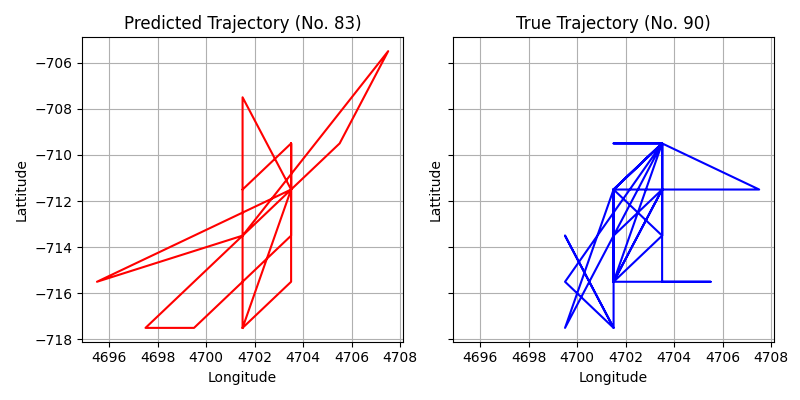 Predicted Trajectory (No. 83)
True Trajectory (No. 90)
Lattitude
−706
−708
−710
−712
−714
−716
−718
4696 4698 4700 4702 4704 4706 4708
Longitude
Lattitude
4696 4698 4700 4702 4704 4706 4708
Longitude